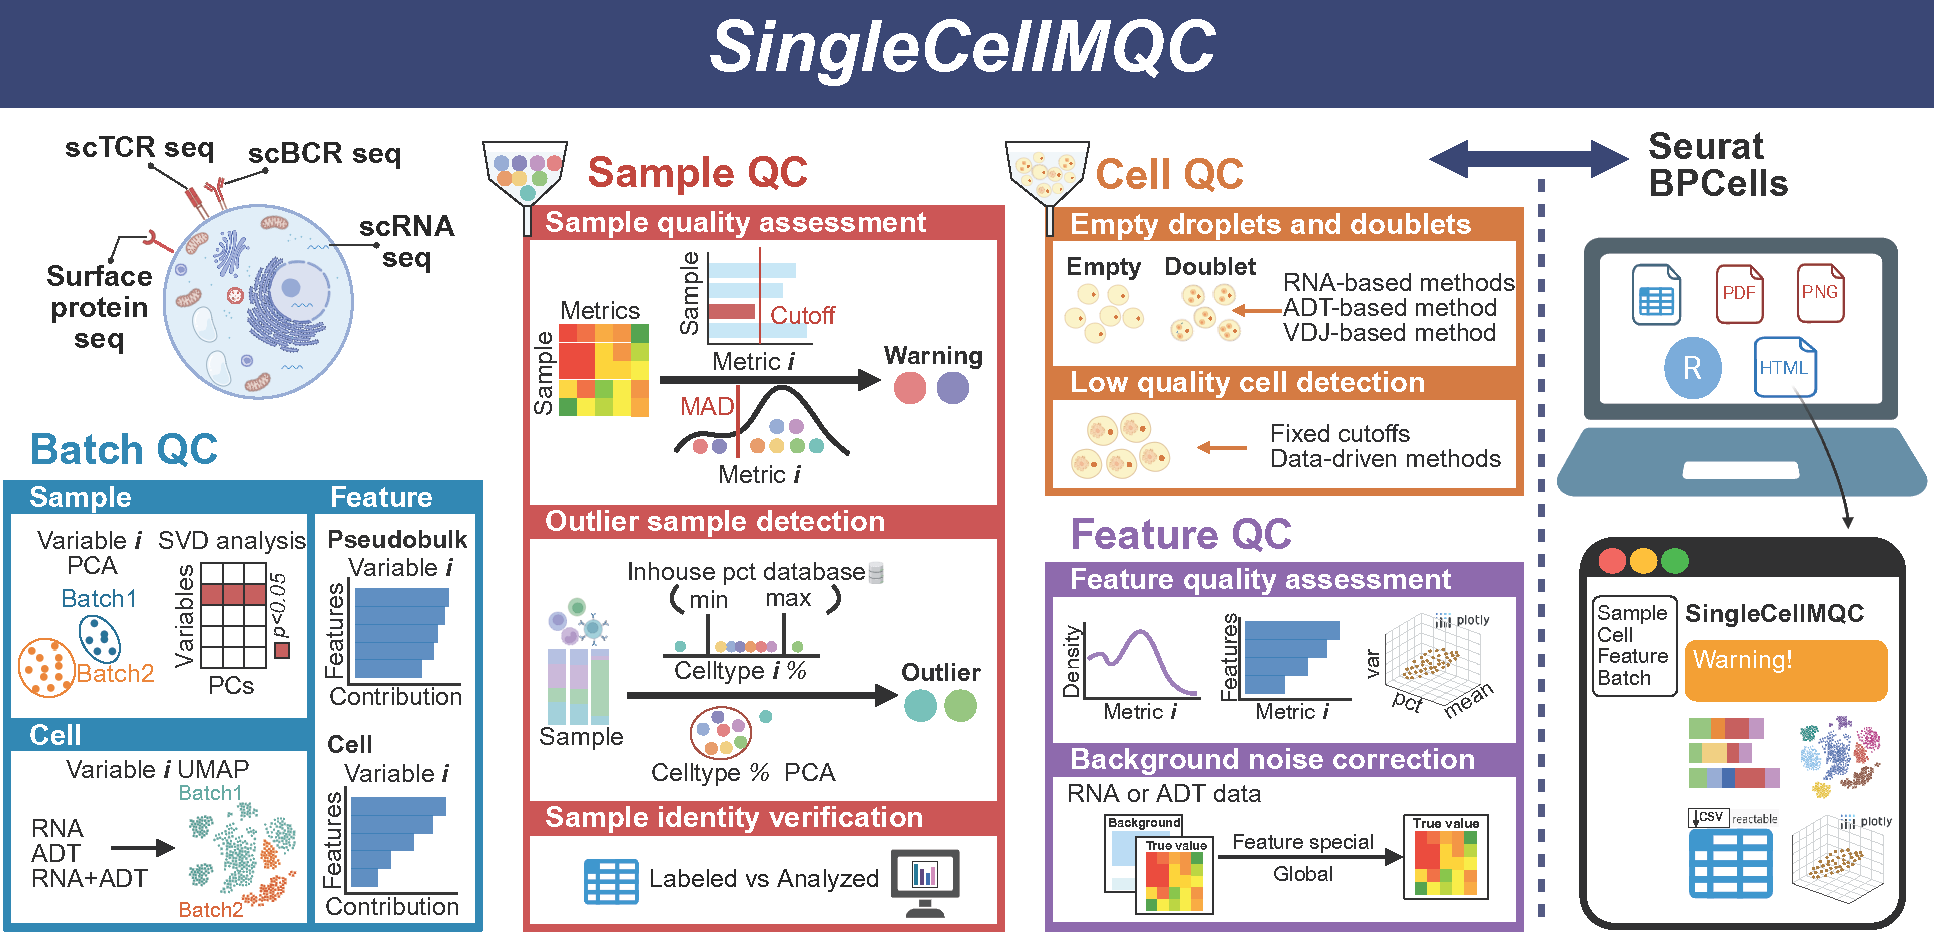 SingleCellMQC
scTCR seq
scBCR seq
scRNA
seq
Surface
protein
seq
Batch QC
Sample
Feature
Variable i
PCA
SVD analysis
Batch1
Batch2
Variables
p<0.05
PCs
Pseudobulk
Variable i
Features
Contribution
Cell
Variable i UMAP
Batch1
RNA
ADT
RNA+ADT
Batch2
Cell
Variable i
Features
Contribution
Sample QC
Sample quality assessment
Metrics
Sample
Sample
Cutoff
Metric i
Warning
MAD
Metric i
Outlier sample detection
Inhouse pct database
min
max
Celltype i %
Outlier
Sample
Celltype % PCA
Sample identity verification
Labeled vs Analyzed
Cell QC
Empty droplets and doublets
Empty
Doublet
RNA-based methods
ADT-based method
VDJ-based method
Low quality cell detection
Fixed cutoffs
Data-driven methods
Feature QC
Feature quality assessment
Density
Metric i
Features
Metric i
plotly
var
pct
mean
Background noise correction
RNA or ADT data
Background
True value
Feature special
Global
True value
Seurat
BPCells
PDF
PNG
R
HTML
Sample
Cell
Feature
Batch
SingleCellMQC
Warning!
CSV
reactable
plotly